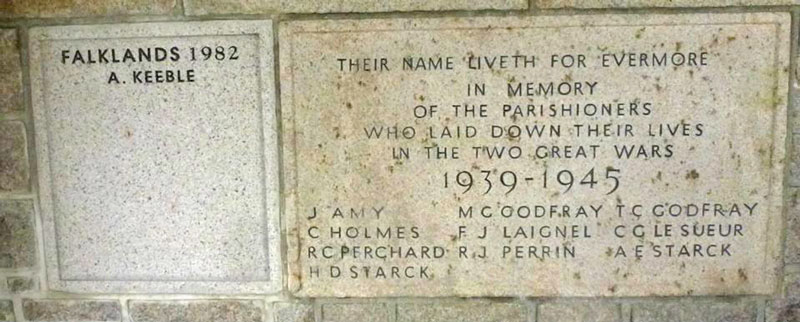 FALKLANDS 1982
A. KEEBLE
THEIR NAME LIVETH FOR EVERMORE
IN MEMORY
OF THE PARISHIONERS
WHO LAID DOWN THEIR LIVES
IN THE TWO GREAT WARS
1939-1945
J AMY M G GODFRAY T C GODFRAY
C HOLMES F J LAIGNEL C G LE SUEUR
R C PERCHARD R J PERRIN A E STARCK
H D STARCK